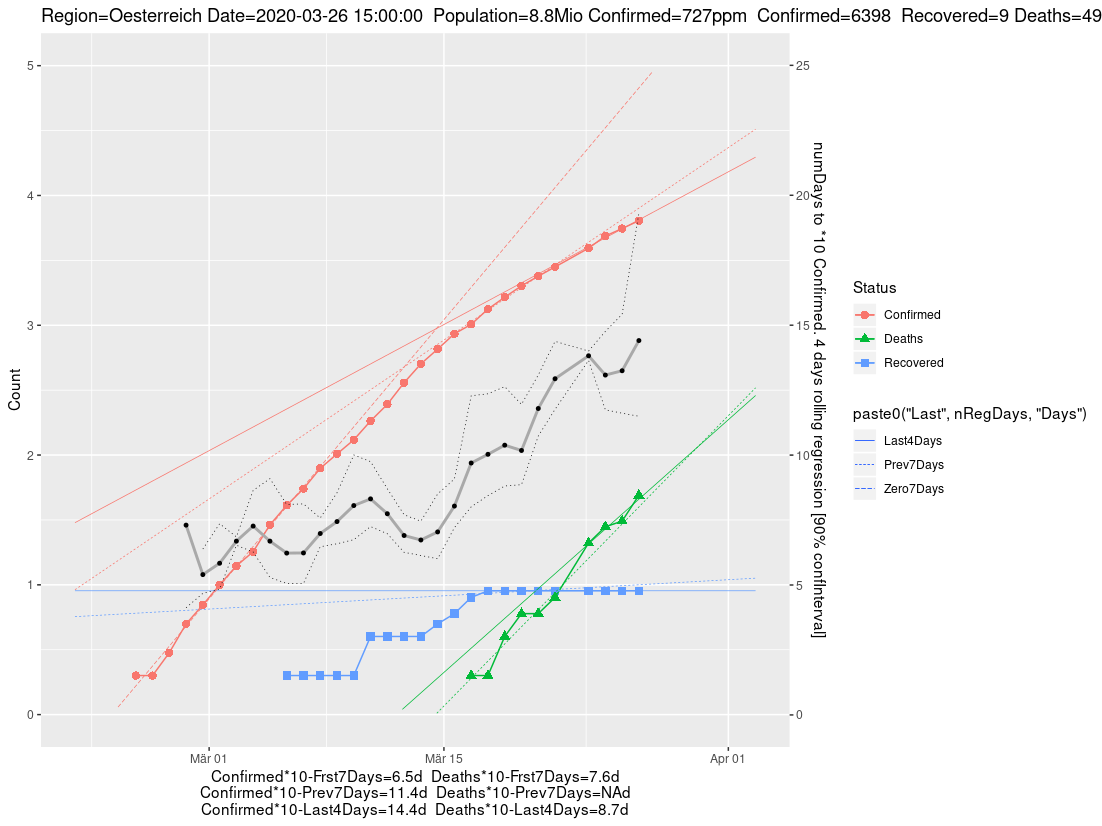 Region=Oesterreich Date=2020-03-26 15:00:00  Population=8.8Mio Confirmed=727ppm  Confirmed=6398  Recovered=9 Deaths=49
Count
5
4
3
2
1
0
25
20
15
10
5
0
numDays to *10 Confirmed. 4 days rolling regression [90% confInterval]
Mär 01
Mär 15
Apr 01
Confirmed*10-Frst7Days=6.5d  Deaths*10-Frst7Days=7.6d
Confirmed*10-Prev7Days=11.4d  Deaths*10-Prev7Days=NAd
Confirmed*10-Last4Days=14.4d  Deaths*10-Last4Days=8.7d
Status
Confirmed
Deaths
Recovered
paste0("Last", nRegDays, "Days")
Last4Days
Prev7Days
Zero7Days